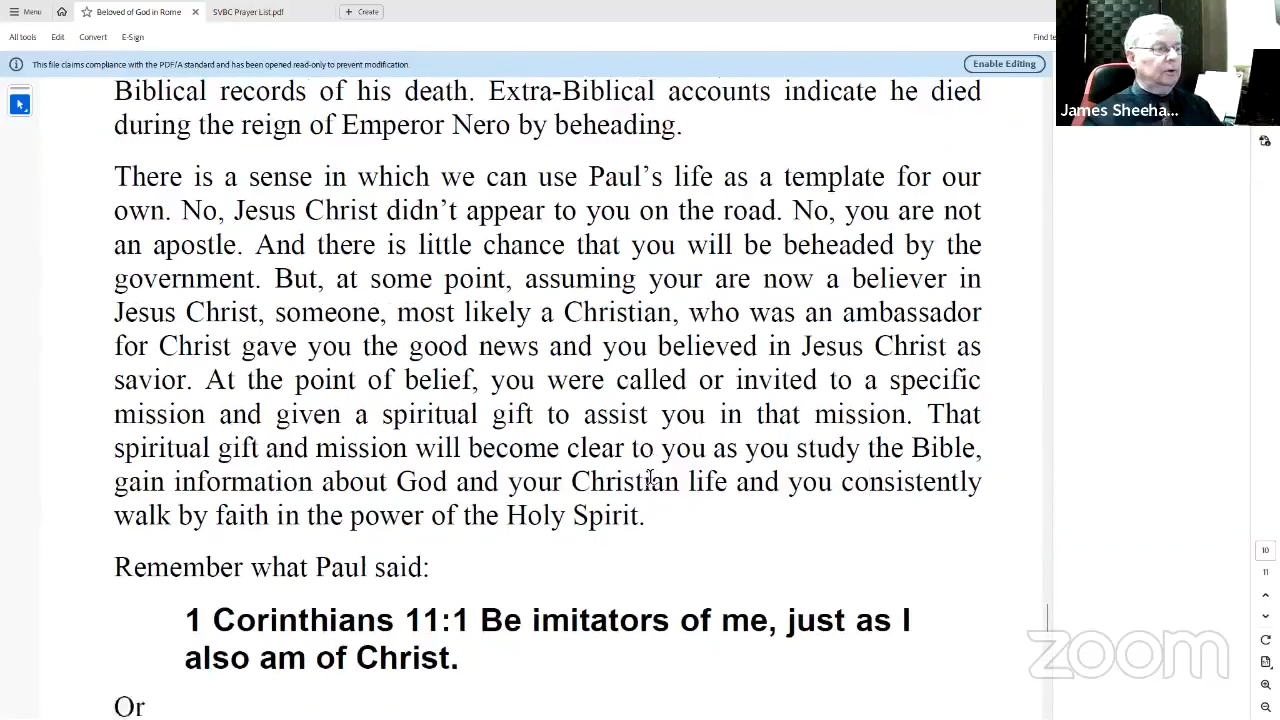 Menu
Beloved of God in Rome
SVBC Prayer List.pdf
Create
All tools Edit Convert E-Sign
Find te
This file claims compliance with the PDF/A standard and has been opened read-only to prevent modification.
Enable Editing
James Sheeha...
Biblical records of his death. Extra-Biblical accounts indicate he died
during the reign of Emperor Nero by beheading.
There is a sense in which we can use Paul's life as a template for our
own. No, Jesus Christ didn't appear to you on the road. No, you are not
an apostle. And there is little chance that you will be beheaded by the
government. But, at some point, assuming your are now a believer in
Jesus Christ, someone, most likely a Christian, who was an ambassador
for Christ gave you the good news and you believed in Jesus Christ as
savior. At the point of belief, you were called or invited to a specific
mission and given a spiritual gift to assist you in that mission. That
spiritual gift and mission will become clear to you as you study the Bible,
gain information about God and your Christian life and you consistently
walk by faith in the power of the Holy Spirit.
Remember what Paul said:
1 Corinthians 11:1 Be imitators of me, just as I
also am of Christ.
Or
10
11
zoom